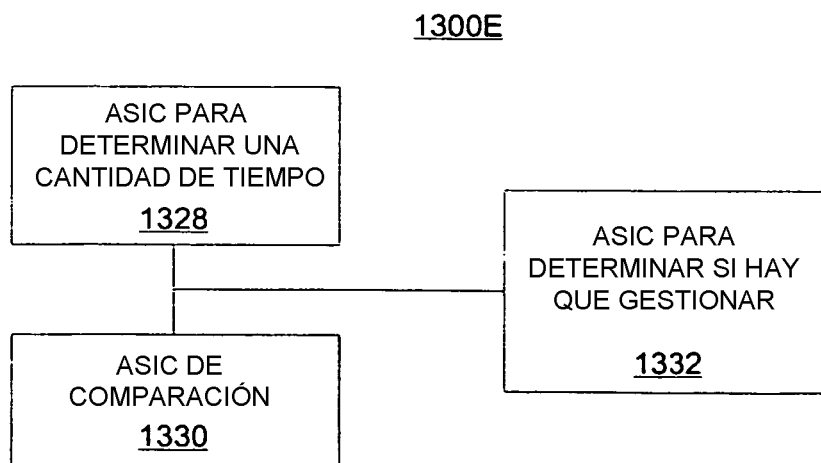 1300E
ASIC PARA
DETERMINAR UNA
CANTIDAD DE TIEMPO
1328
ASIC PARA
DETERMINAR SI HAY
QUE GESTIONAR
1332
ASIC DE
COMPARACIÓN
1330